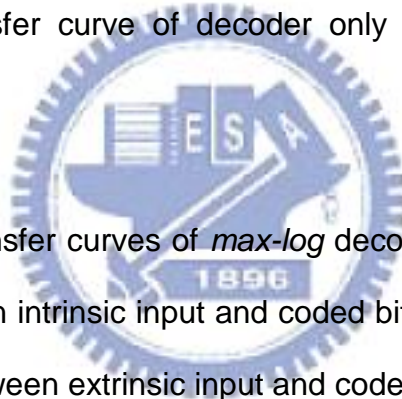 sfer curve of decoder only
E S A
nsfer curves of max-log deco
1896
n intrinsic input and coded bi
ween extrinsic input and code